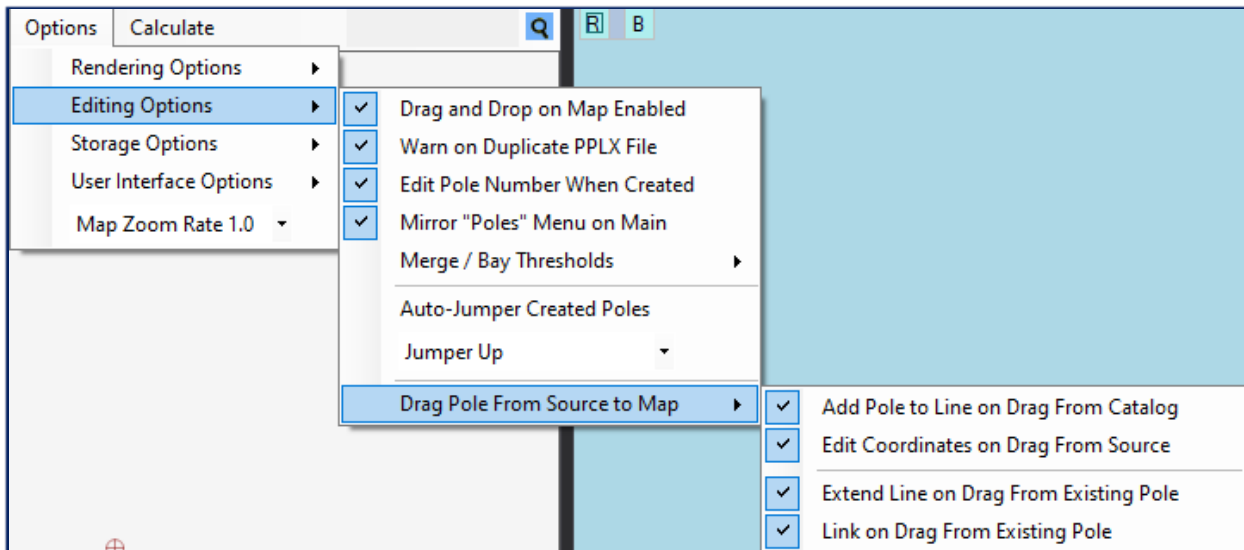 Options Calculate R B
Rendering Options
Editing Options
Storage Options
User Interface Options
Map Zoom Rate 1.0
Drag and Drop on Map Enabled
Warn on Duplicate PPLX File
Edit Pole Number When Created
Mirror "Poles" Menu on Main
Merge / Bay Thresholds
Auto-Jumper Created Poles
Jumper Up
Drag Pole From Source to Map
Add Pole to Line on Drag From Catalog
Edit Coordinates on Drag From Source
Extend Line on Drag From Existing Pole
Link on Drag From Existing Pole